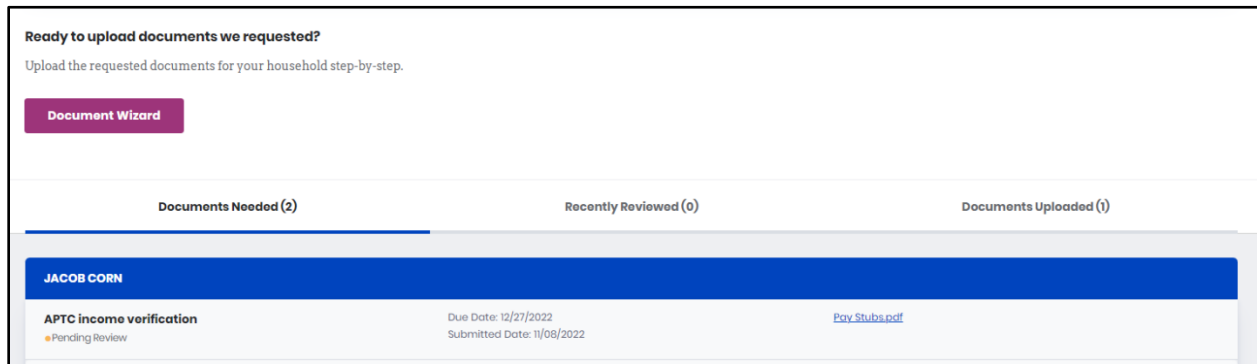 Ready to upload documents we requested?
Upload the requested documents for your household step-by-step.
Document Wizard
Documents Needed (2)
Recently Reviewed (0)
Documents Uploaded (1)
JACOB CORN
APTC income verification
Pending Review
Due Date: 12/27/2022
Submitted Date: 11/08/2022
Pay Stubs.pdf